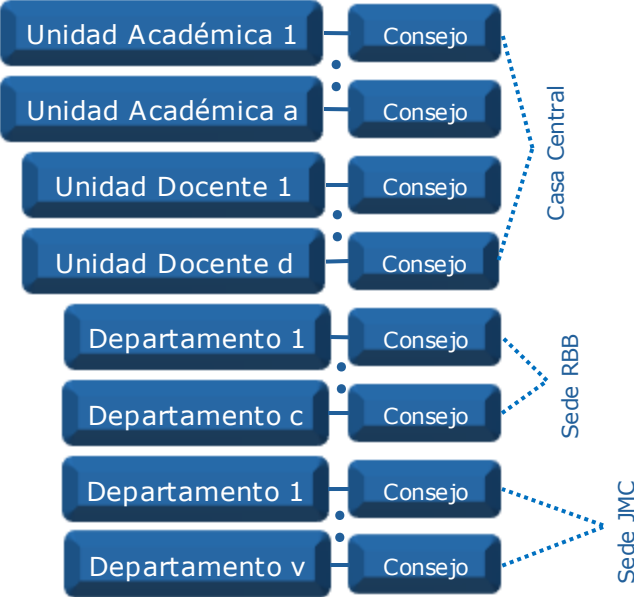 Unidad Académica 1
Consejo
Unidad Académica a
Consejo
Unidad Docente 1
Consejo
Unidad Docente d
Consejo
Casa Central
Departamento 1
Consejo
Departamento c
Consejo
Sede RBB
Departamento 1
Consejo
Departamento v
Consejo
Sede JMC